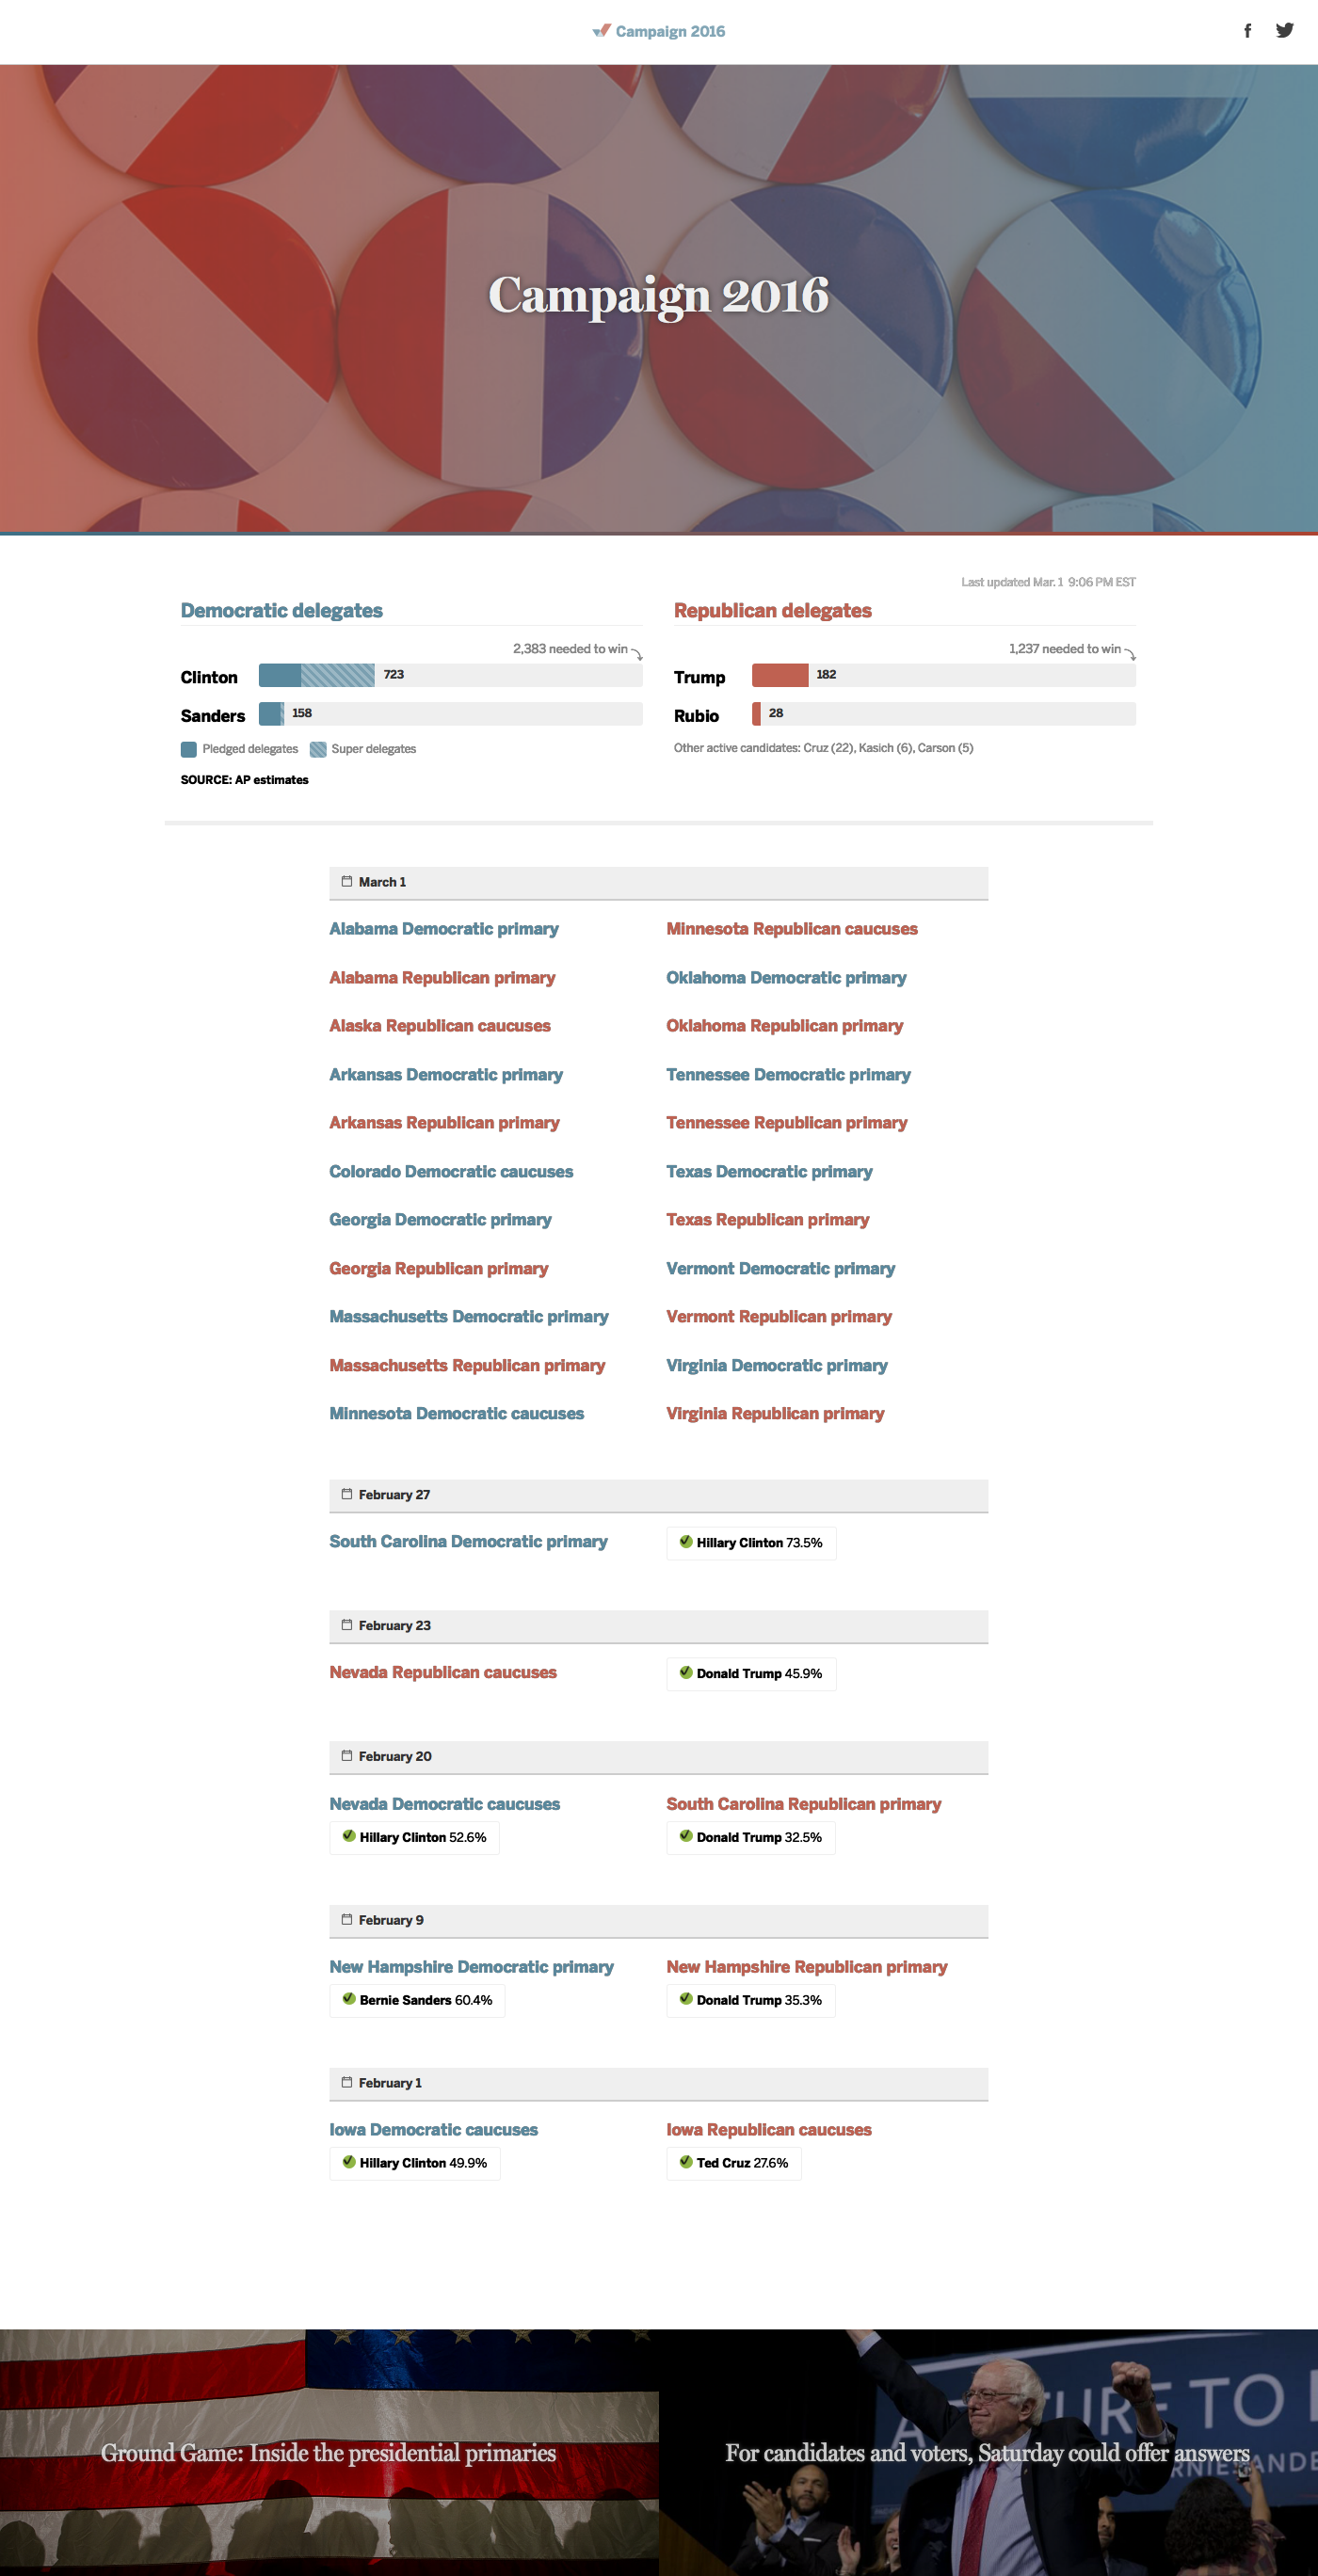 Campaign 2016
f
Campaign 2016
Last updated Mar. 1 9:06 PM EST
Democratic delegates
2,383 needed to win
Clinton 723
Sanders 158
Pledged delegates Super delegates
SOURCE: AP estimates
Republican delegates
1,237 needed to win
Trump 182
Rubio 28
Other active candidates: Cruz (22), Kasich (6), Carson (5)
March 1
Alabama Democratic primary
Alabama Republican primary
Alaska Republican caucuses
Arkansas Democratic primary
Arkansas Republican primary
Colorado Democratic caucuses
Georgia Democratic primary
Georgia Republican primary
Massachusetts Democratic primary
Massachusetts Republican primary
Minnesota Democratic caucuses
Minnesota Republican caucuses
Oklahoma Democratic primary
Oklahoma Republican primary
Tennessee Democratic primary
Tennessee Republican primary
Texas Democratic primary
Texas Republican primary
Vermont Democratic primary
Vermont Republican primary
Virginia Democratic primary
Virginia Republican primary
February 27
South Carolina Democratic primary
Hillary Clinton 73.5%
February 23
Nevada Republican caucuses
Donald Trump 45.9%
February 20
Nevada Democratic caucuses
Hillary Clinton 52.6%
South Carolina Republican primary
Donald Trump 32.5%
February 9
New Hampshire Democratic primary
Bernie Sanders 60.4%
New Hampshire Republican primary
Donald Trump 35.3%
February 1
Iowa Democratic caucuses
Hillary Clinton 49.9%
Iowa Republican caucuses
Ted Cruz 27.6%
Ground Game: Inside the presidential primaries
For candidates and voters, Saturday could offer answers
TO